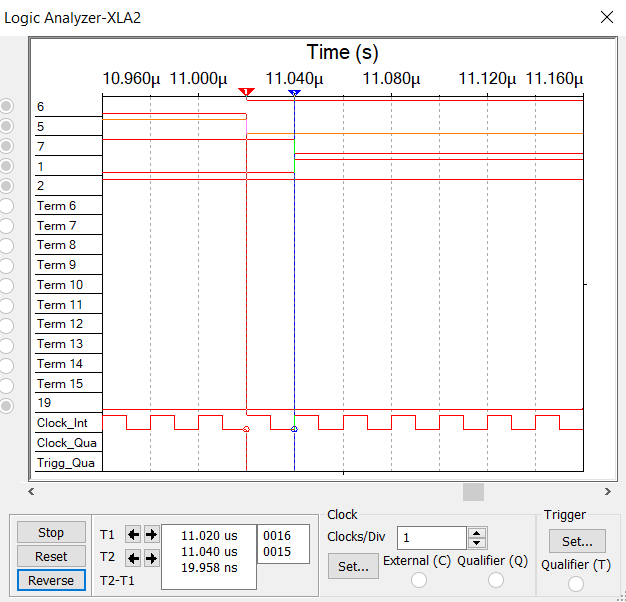 Logic Analyzer-XLA2
Time (s)
10.960µ 11.000µ 11.040µ 11.080µ 11.120µ 11.160µ
1 2
6
5
7
1
2
Term 6
Term 7
Term 8
Term 9
Term 10
Term 11
Term 12
Term 13
Term 14
Term 15
19
Clock_Int
Clock_Qua
Trigg_Qua
Stop
Reset
Reverse
T1
T2
T2-T1
11.020 us
11.040 us
19.958 ns
0016
0015
Clock
Clocks/Div
1
Set...
External (C)
Qualifier (Q)
Trigger
Set...
Qualifier (T)